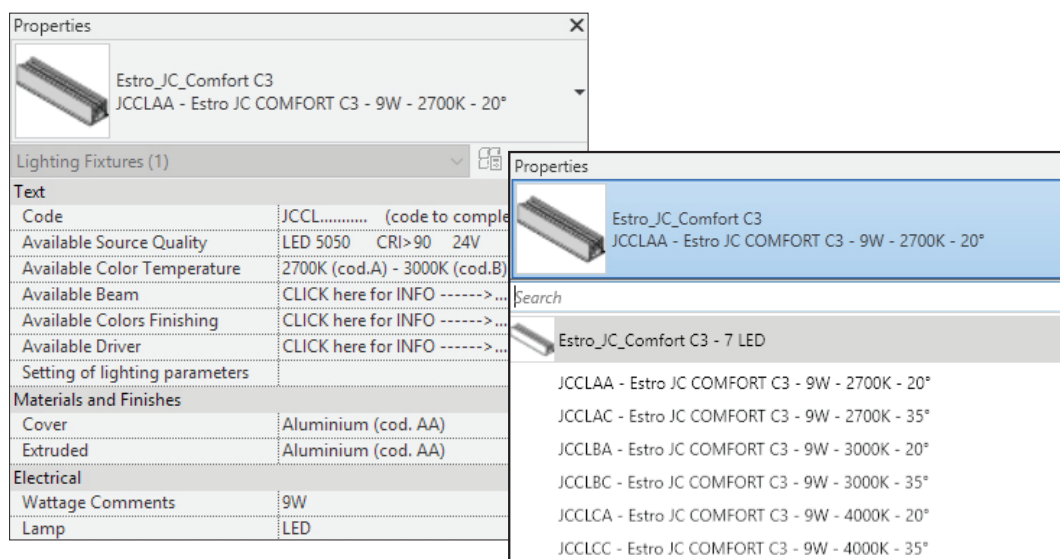 Properties
Estro_JC_Comfort C3
JCCLAA - Estro JC COMFORT C3 - 9W - 2700K - 20°
Lighting Fixtures (1)
Text
Code JCCL........... (code to comple
Available Source Quality LED 5050 CRI>90 24V
Available Color Temperature 2700K (cod.A) - 3000K (cod.B)
Available Beam CLICK here for INFO ------>...
Available Colors Finishing CLICK here for INFO ------>...
Available Driver CLICK here for INFO ------>...
Setting of lighting parameters
Materials and Finishes
Cover Aluminium (cod. AA)
Extruded Aluminium (cod. AA)
Electrical
Wattage Comments 9W
Lamp LED
Properties
Estro_JC_Comfort C3
JCCLAA - Estro JC COMFORT C3 - 9W - 2700K - 20°
Search
Estro_JC_Comfort C3 - 7 LED
JCCLAA - Estro JC COMFORT C3 - 9W - 2700K - 20°
JCCLAC - Estro JC COMFORT C3 - 9W - 2700K - 35°
JCCLBA - Estro JC COMFORT C3 - 9W - 3000K - 20°
JCCLBC - Estro JC COMFORT C3 - 9W - 3000K - 35°
JCCLCA - Estro JC COMFORT C3 - 9W - 4000K - 20°
JCCLCC - Estro JC COMFORT C3 - 9W - 4000K - 35°